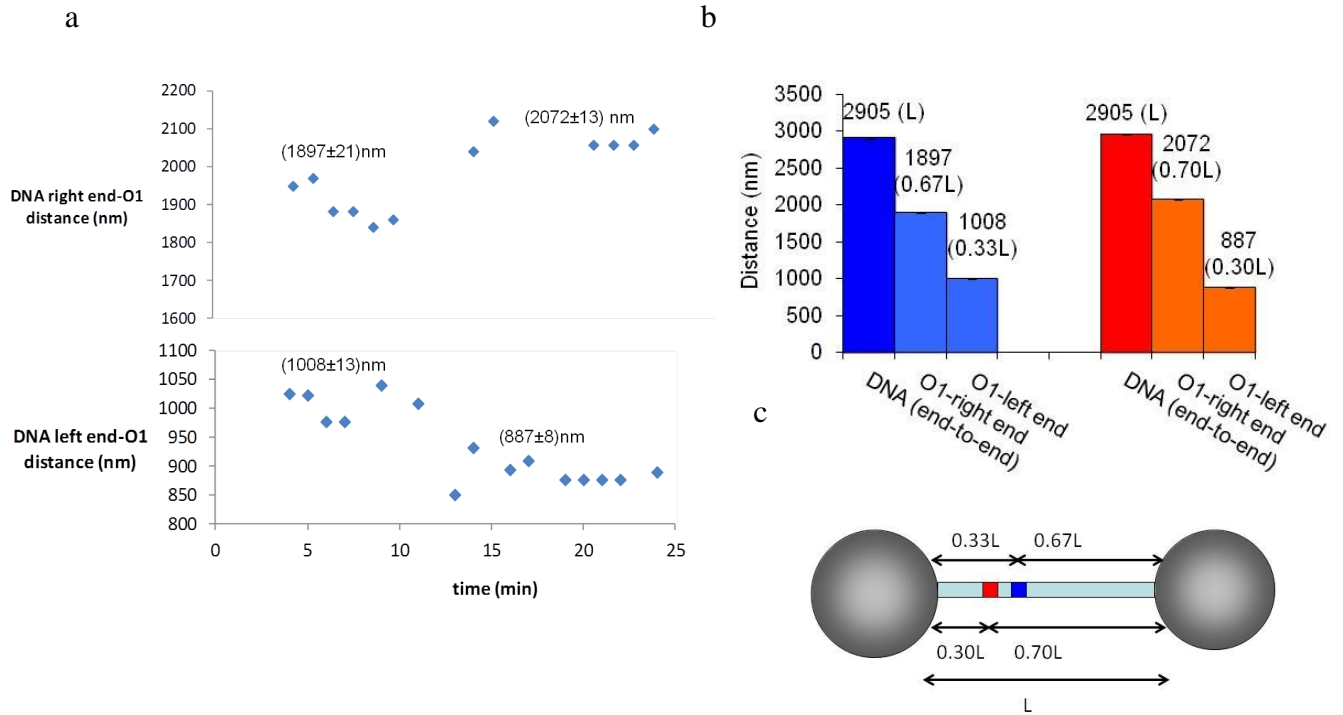 a
2200
2100
2000
1900
1800
1700
1600
DNA right end-O1
distance (nm)
(1897±21)nm
(2072±13) nm
1100
1050
1000
950
900
850
800
DNA left end-O1
distance (nm)
(1008±13)nm
(887±8)nm
0
5
10
15
20
25
time (min)
b
3500
3000
2500
2000
1500
1000
500
0
Distance (nm)
2905 (L)
1897
(0.67L)
1008
(0.33L)
2905 (L)
2072
(0.70L)
887
(0.30L)
DNA (end-to-end)
O1-right end
O1-left end
DNA (end-to-end)
O1-right end
O1-left end
c
0.33L
0.67L
0.30L
0.70L
L